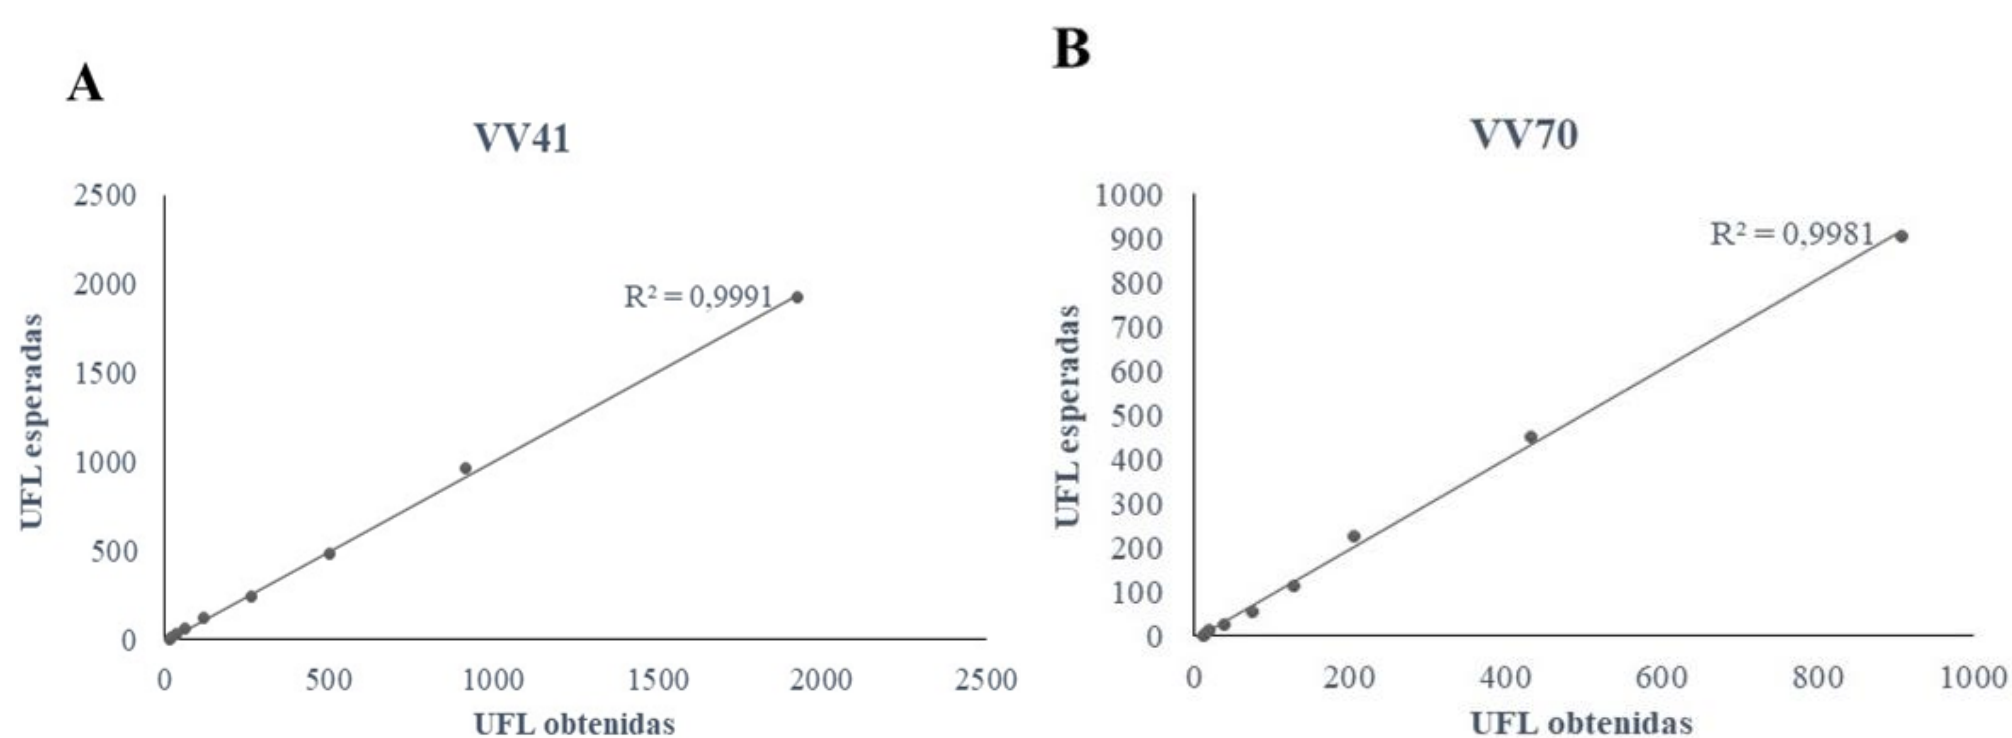 A
VV41
2500
2000
1500
1000
500
0
UFL esperadas
R² = 0,9991
0 500 1000 1500 2000 2500
UFL obtenidas
B
VV70
1000
900
800
700
600
500
400
300
200
100
0
UFL esperadas
R² = 0,9981
0 200 400 600 800 1000
UFL obtenidas